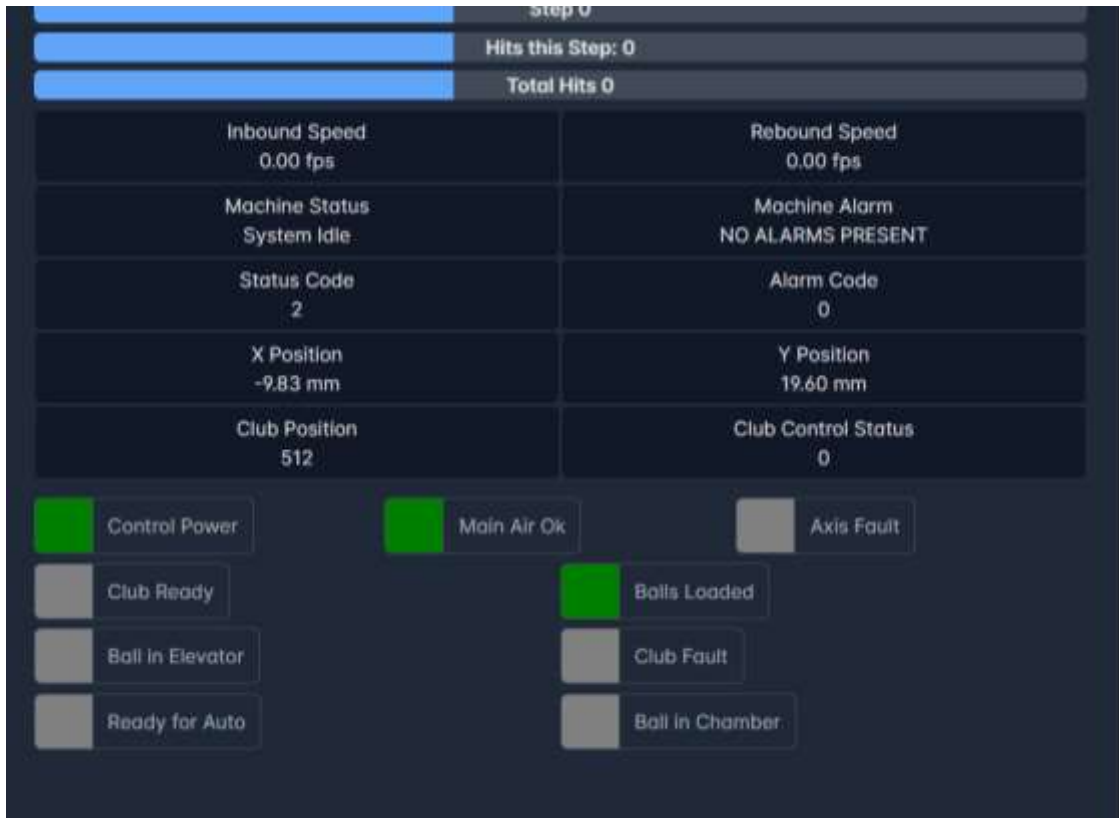 Step 0
Hits this Step: 0
Total Hits 0
Inbound Speed
0.00 fps
Rebound Speed
0.00 fps
Machine Status
System Idle
Machine Alarm
NO ALARMS PRESENT
Status Code
2
Alarm Code
0
X Position
-9.83 mm
Y Position
19.60 mm
Club Position
512
Club Control Status
0
Control Power
Main Air Ok
Axis Fault
Club Ready
Balls Loaded
Ball in Elevator
Club Fault
Ready for Auto
Ball in Chamber